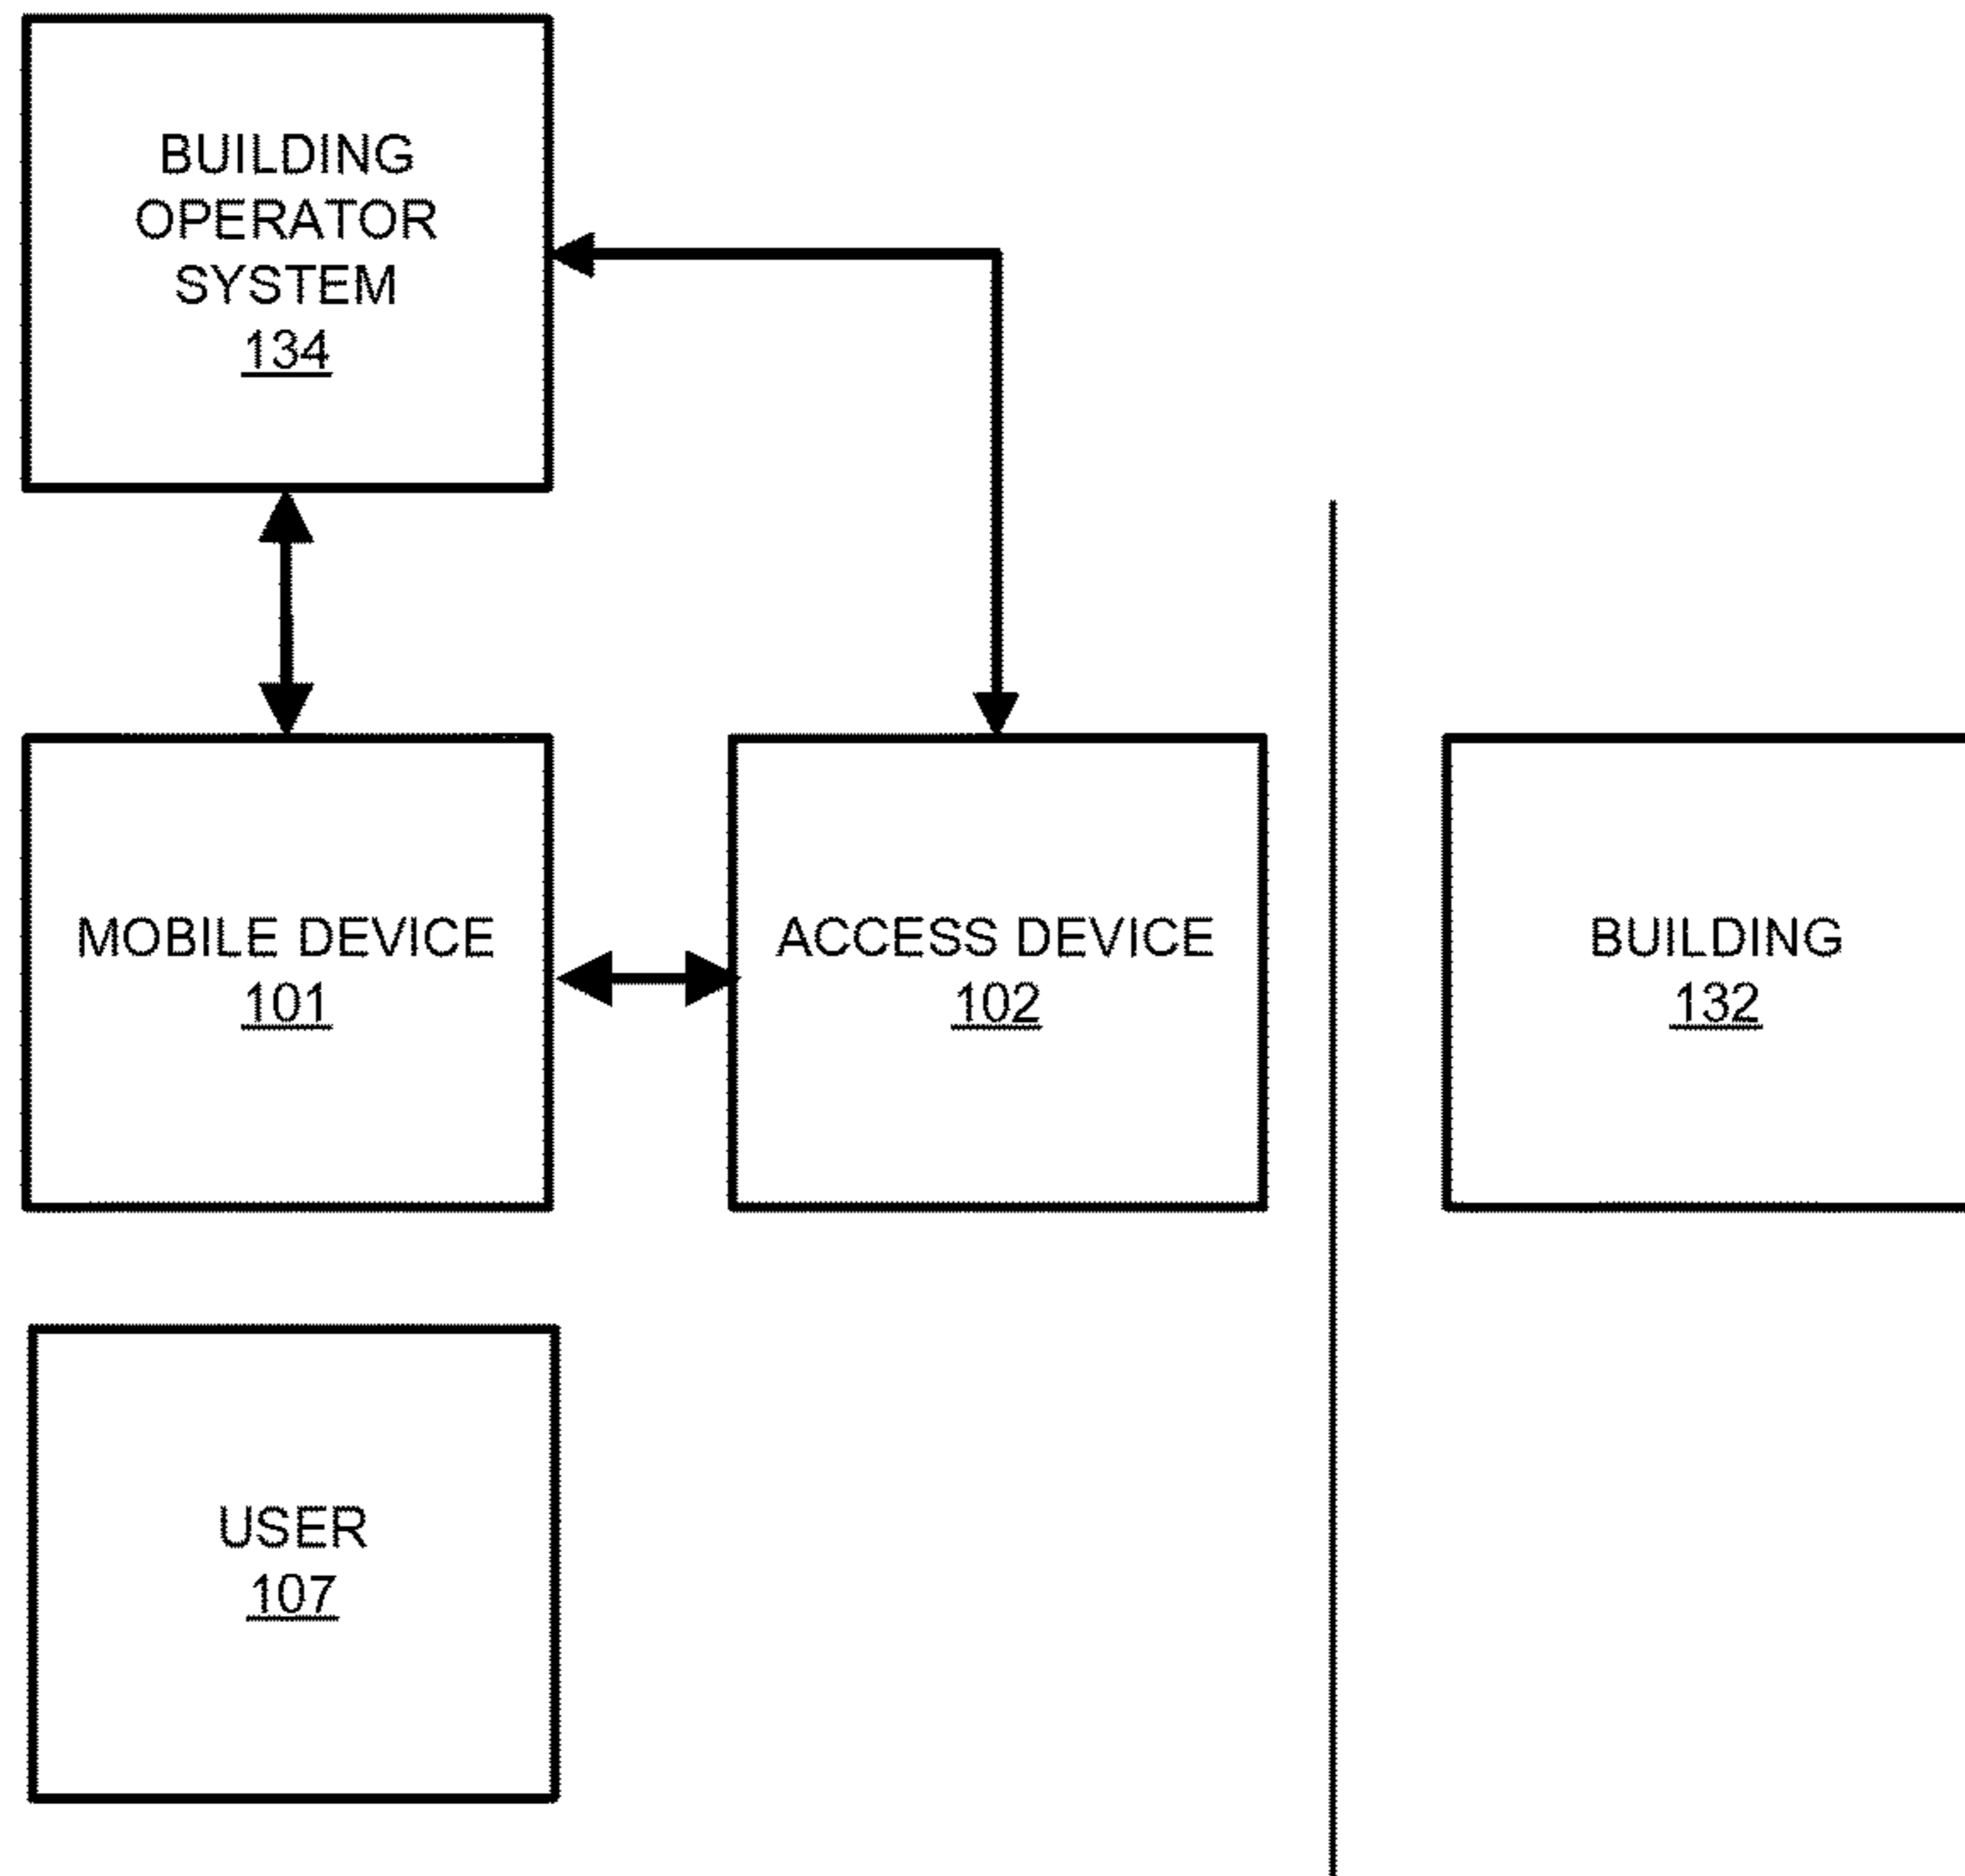 BUILDING
OPERATOR
SYSTEM
134
MOBILE DEVICE
101
ACCESS DEVICE
102
BUILDING
132
USER
107